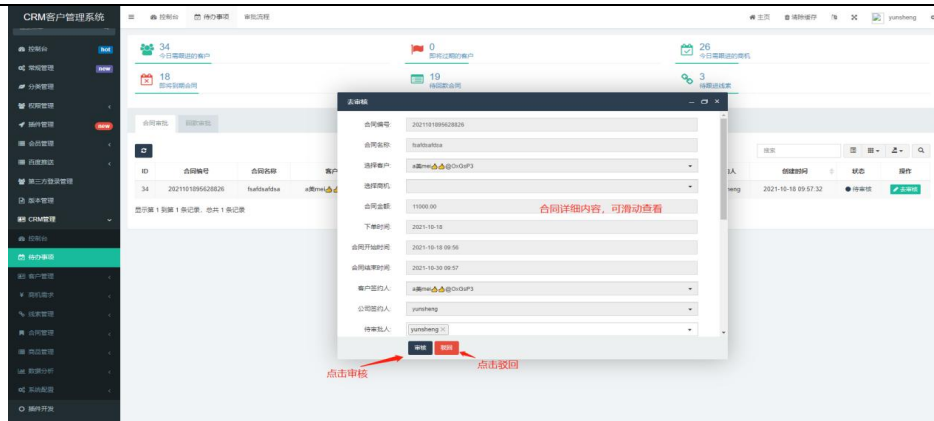 CRM客户管理系统
控制台
待办事项
审批流程
主页
清除缓存
yunsheng
控制台 hot
常规管理 new
分类管理
权限管理
插件管理 new
会员管理
第三方登录管理
版本管理
CRM管理
控制台
待办事项
客户管理
商机需求
线索管理
合同管理
商品管理
数据分析
系统配置
插件开发
34
今日需跟进的客户
0
即将过期的客户
26
今日需跟进的商机
18
即将到期合同
19
待回款合同
3
待跟进线索
合同审批
回款审批
搜索
ID 合同编号 合同名称 创建时间 状态 操作
34 2021101895628826 fsafdsafdsa 2021-10-18 09:57:32 待审核 去审核
显示第 1 到第 1 条记录，总共 1 条记录
去审核
合同编号: 2021101895628826
合同名称: fsafdsafdsa
选择客户: a美mei👍👍@OnGoP3
选择商机:
合同金额: 11000.00
合同详细内容，可滑动查看
下单时间: 2021-10-18
合同开始时间: 2021-10-18 09:56
合同结束时间: 2021-10-30 09:57
客户签约人: a美mei👍👍@OnGoP3
公司签约人: yunsheng
待审批人: yunsheng ×
审核 驳回
点击审核
点击驳回